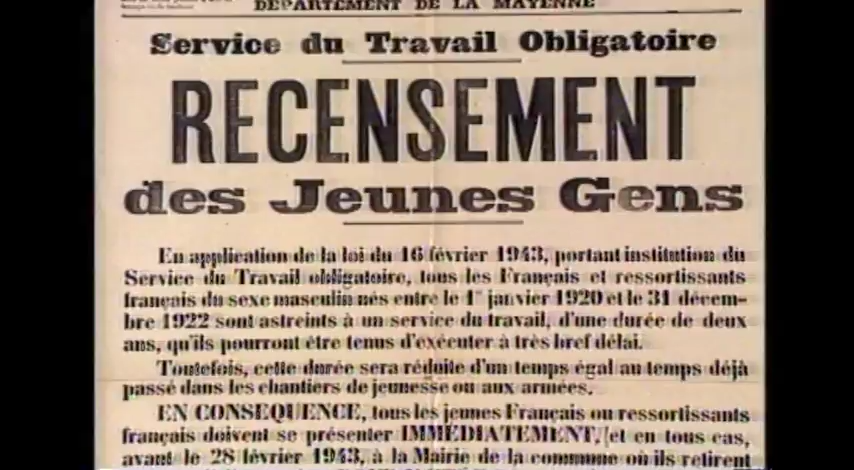 DÉPARTEMENT DE LA MAYENNE
Service du Travail Obligatoire
RECENSEMENT
des Jeunes Gens
En application de la loi du 16 février 1943, portant institution du
Service du Travail obligatoire, tous les Français et ressortissants
français du sexe masculin nés entre le 1er janvier 1920 et le 31 décem-
bre 1922 sont astreints à un service du travail, d'une durée de deux
ans, qu'ils pourront être tenus d'exécuter à très bref délai.
Toutefois, cette durée sera réduite d'un temps égal au temps déjà
passé dans les chantiers de jeunesse ou aux armées.
EN CONSEQUENCE, tous les jeunes Français ou ressortissants
français doivent se présenter IMMÉDIATEMENT, et en tous cas,
avant le 28 février 1943, à la Mairie de la commune où ils retirent